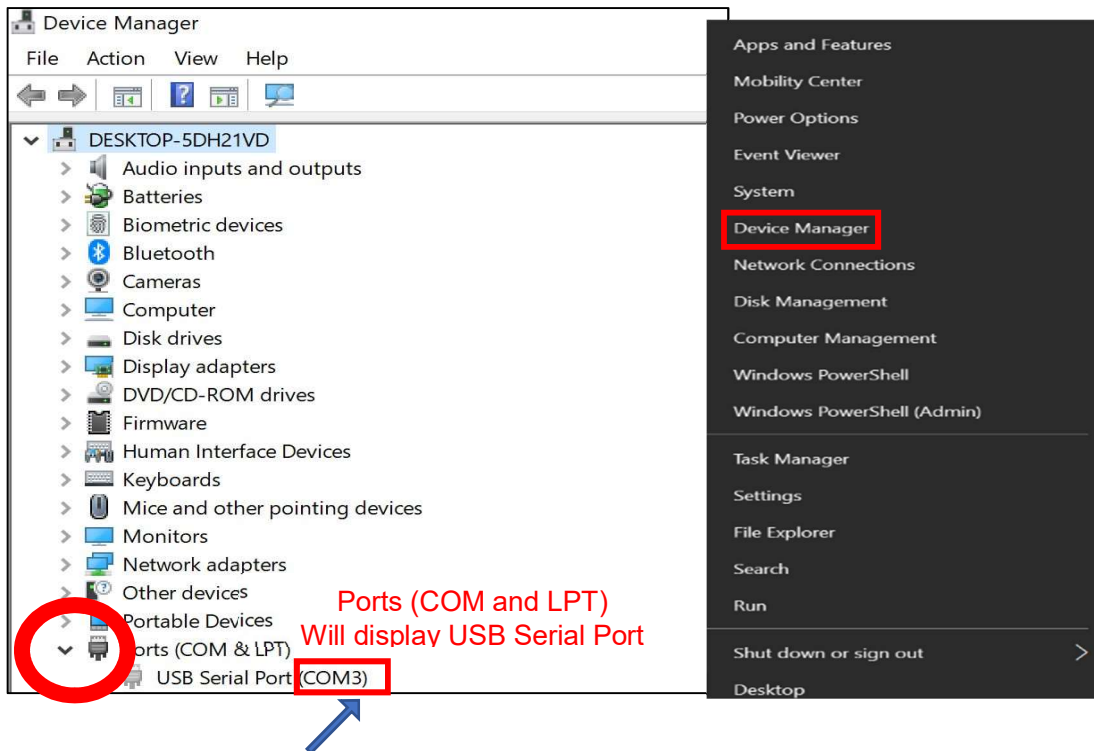 Device Manager
File Action View Help
DESKTOP-5DH21VD
Audio inputs and outputs
Batteries
Biometric devices
Bluetooth
Cameras
Computer
Disk drives
Display adapters
DVD/CD-ROM drives
Firmware
Human Interface Devices
Keyboards
Mice and other pointing devices
Monitors
Network adapters
Other devices
Portable Devices
orts (COM & LPT)
USB Serial Port (COM3)
Ports (COM and LPT)
Will display USB Serial Port
Apps and Features
Mobility Center
Power Options
Event Viewer
System
Device Manager
Network Connections
Disk Management
Computer Management
Windows PowerShell
Windows PowerShell (Admin)
Task Manager
Settings
File Explorer
Search
Run
Shut down or sign out
Desktop